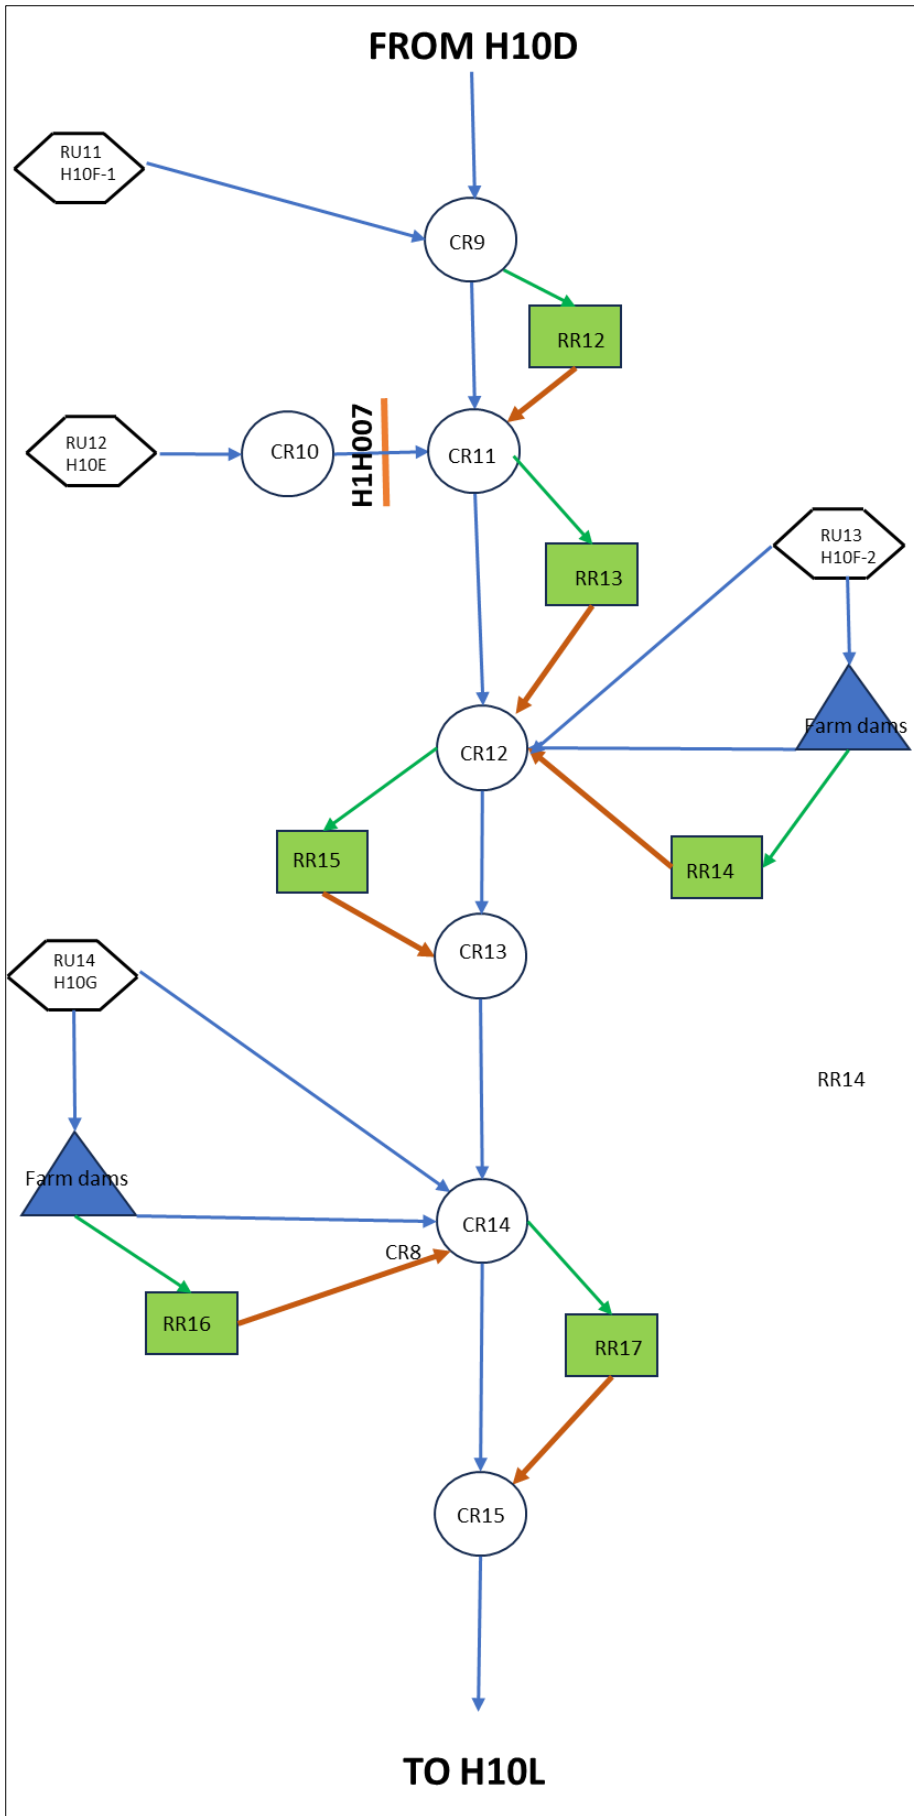 FROM H10D
RU11
H10F-1
CR9
RR12
H1H007
RU12
H10E
CR10
CR11
RU13
H10F-2
RR13
Farm dams
CR12
RR15
RR14
CR13
RU14
H10G
RR14
Farm dams
CR14
CR8
RR16
RR17
CR15
TO H10L